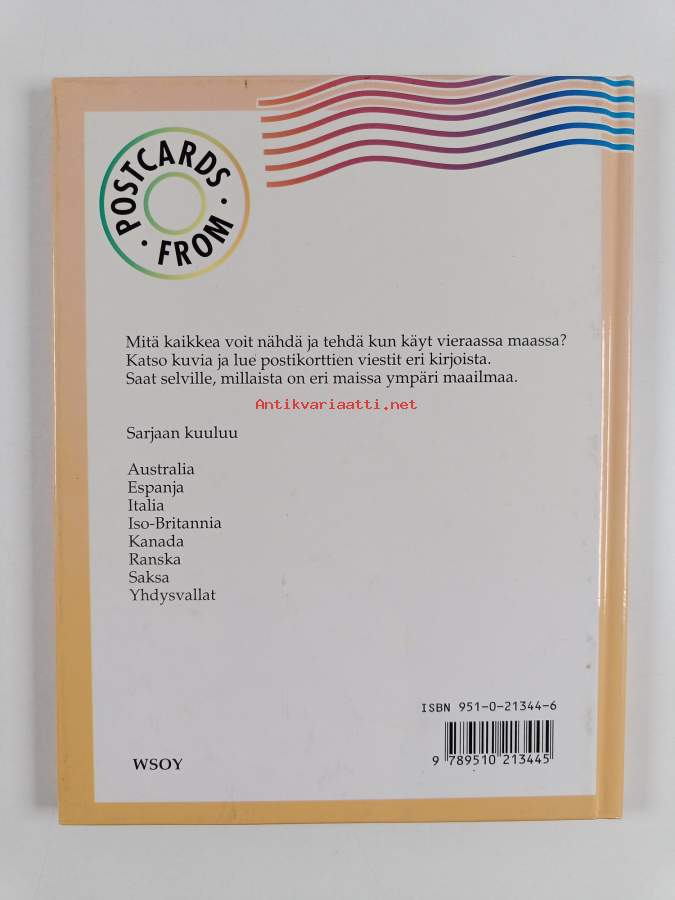 POSTCARDS
· FROM ·
Mitä kaikkea voit nähdä ja tehdä kun käyt vieraassa maassa?
Katso kuvia ja lue postikorttien viestit eri kirjoista.
Saat selville, millaista on eri maissa ympäri maailmaa.
Antikvariaatti.net
Sarjaan kuuluu
Australia
Espanja
Italia
Iso-Britannia
Kanada
Ranska
Saksa
Yhdysvallat
ISBN 951-0-21344-6
9 789510 213445
WSOY